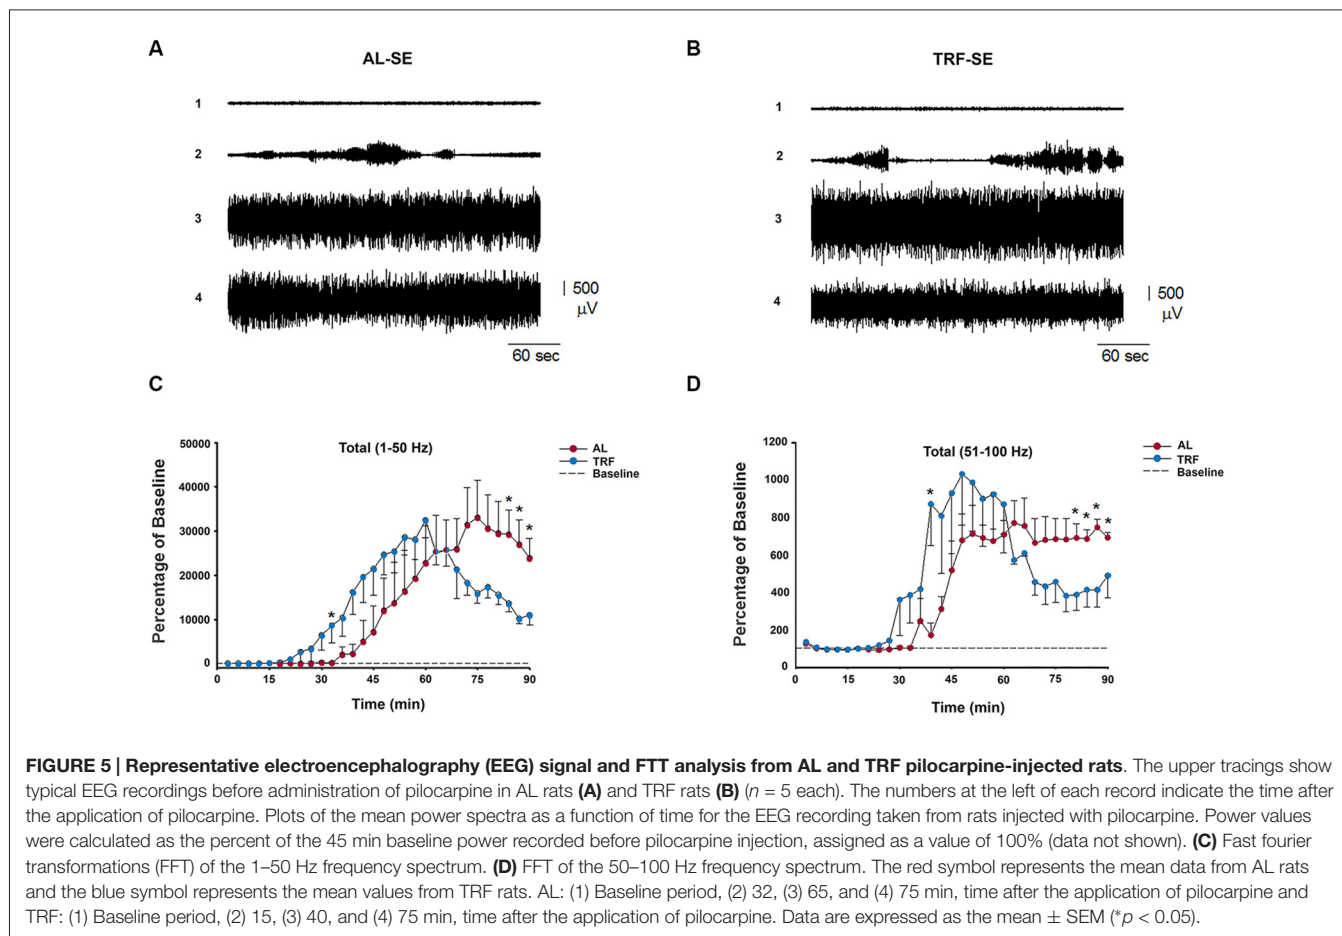 A
B
AL-SE
TRF-SE
1
2
3
4
500
μV
60 sec
1
2
3
4
500
μV
60 sec
C
D
Total (1-50 Hz)
AL
TRF
Baseline
50000
40000
30000
20000
10000
0
Percentage of Baseline
0
15
30
45
60
75
90
*
*
*
*
Time (min)
Total (51-100 Hz)
AL
TRF
Baseline
1200
1000
800
600
400
200
0
Percentage of Baseline
0
15
30
45
60
75
90
*
*
*
*
*
Time (min)
FIGURE 5 | Representative electroencephalography (EEG) signal and FTT analysis from AL and TRF pilocarpine-injected rats. The upper tracings show
typical EEG recordings before administration of pilocarpine in AL rats (A) and TRF rats (B) (n = 5 each). The numbers at the left of each record indicate the time after
the application of pilocarpine. Plots of the mean power spectra as a function of time for the EEG recording taken from rats injected with pilocarpine. Power values
were calculated as the percent of the 45 min baseline power recorded before pilocarpine injection, assigned as a value of 100% (data not shown). (C) Fast fourier
transformations (FFT) of the 1–50 Hz frequency spectrum. (D) FFT of the 50–100 Hz frequency spectrum. The red symbol represents the mean data from AL rats
and the blue symbol represents the mean values from TRF rats. AL: (1) Baseline period, (2) 32, (3) 65, and (4) 75 min, time after the application of pilocarpine and
TRF: (1) Baseline period, (2) 15, (3) 40, and (4) 75 min, time after the application of pilocarpine. Data are expressed as the mean ± SEM (*p < 0.05).